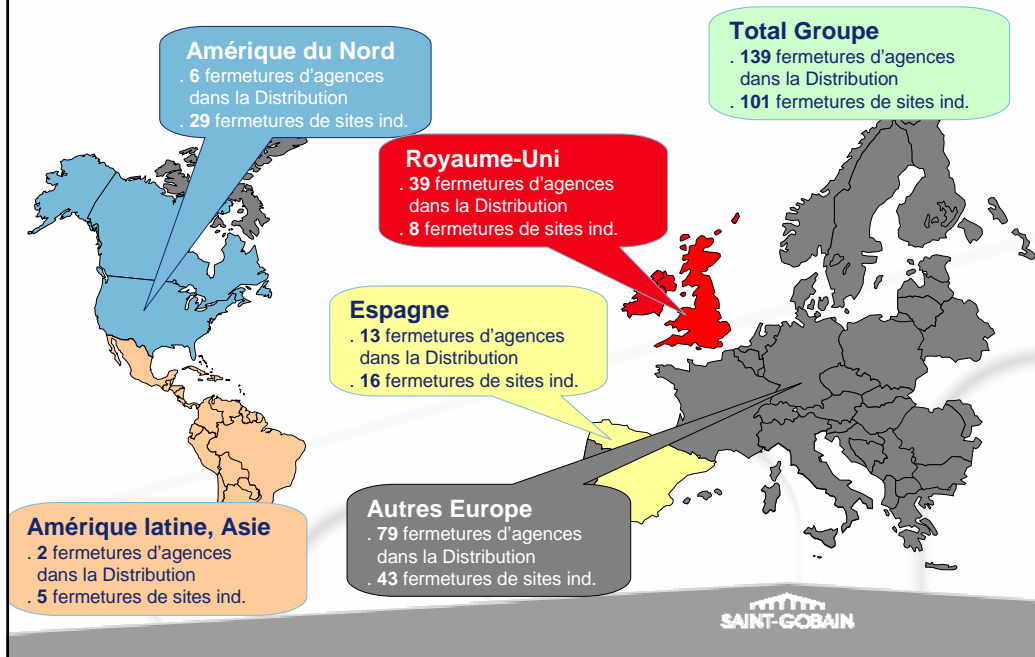 Amérique du Nord
. 6 fermetures d'agences
dans la Distribution
. 29 fermetures de sites ind.
Total Groupe
. 139 fermetures d'agences
dans la Distribution
. 101 fermetures de sites ind.
Royaume-Uni
. 39 fermetures d'agences
dans la Distribution
. 8 fermetures de sites ind.
Espagne
. 13 fermetures d'agences
dans la Distribution
. 16 fermetures de sites ind.
Autres Europe
. 79 fermetures d'agences
dans la Distribution
. 43 fermetures de sites ind.
Amérique latine, Asie
. 2 fermetures d'agences
dans la Distribution
. 5 fermetures de sites ind.
SAINT-GOBAIN